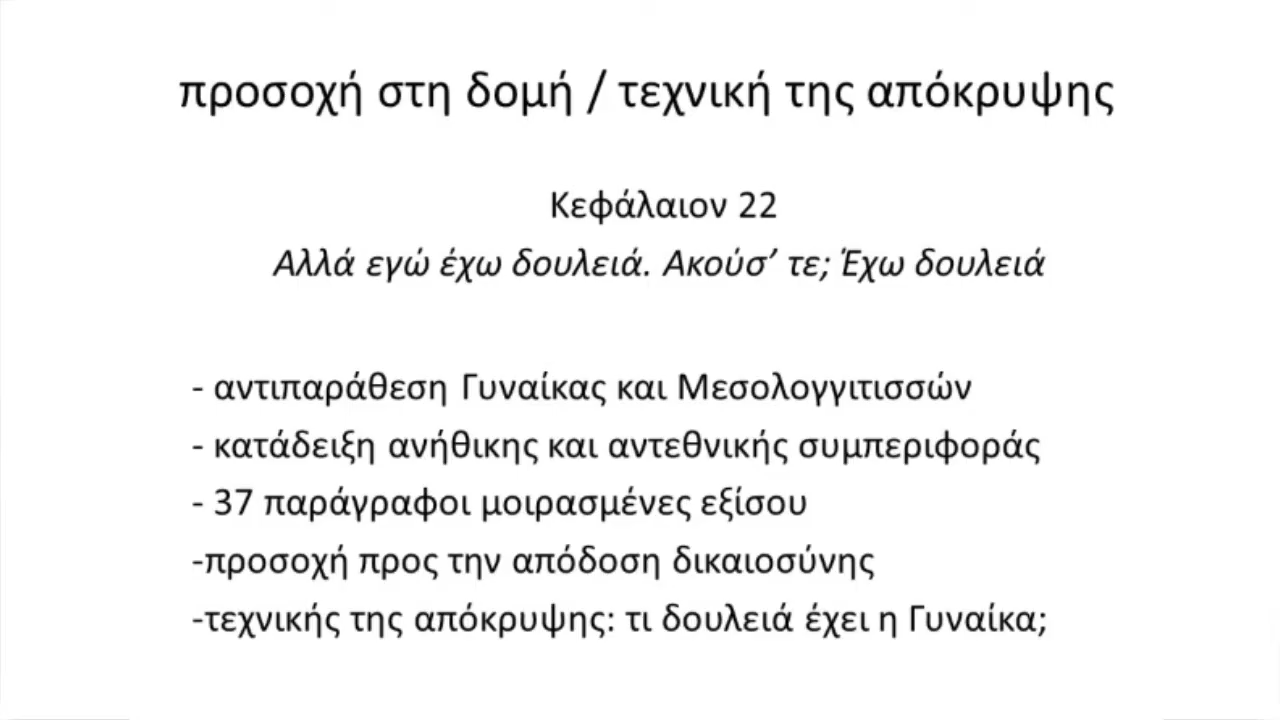 προσοχή στη δομή / τεχνική της απόκρυψης
Κεφάλαιον 22
Αλλά εγώ έχω δουλειά. Ακούσ’ τε; Έχω δουλειά
- αντιπαράθεση Γυναίκας και Μεσολογγιτισσών
- κατάδειξη ανήθικης και αντεθνικής συμπεριφοράς
- 37 παράγραφοι μοιρασμένες εξίσου
-προσοχή προς την απόδοση δικαιοσύνης
-τεχνικής της απόκρυψης: τι δουλειά έχει η Γυναίκα;